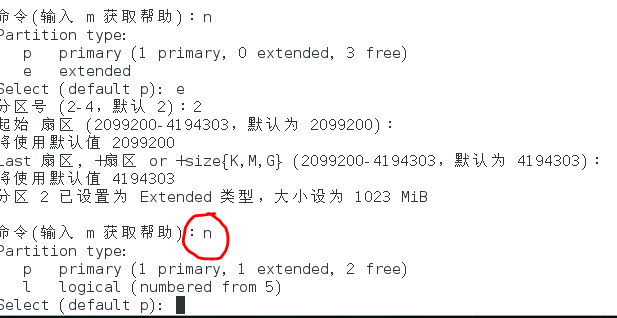 命令(输入 m 获取帮助)：n
Partition type:
p primary (1 primary, 0 extended, 3 free)
e extended
Select (default p): e
分区号 (2-4，默认 2)：2
起始 扇区 (2099200-4194303，默认为 2099200)：
将使用默认值 2099200
Last 扇区, +扇区 or +size{K,M,G} (2099200-4194303，默认为 4194303)：
将使用默认值 4194303
分区 2 已设置为 Extended 类型，大小设为 1023 MiB
命令(输入 m 获取帮助)：n
Partition type:
p primary (1 primary, 1 extended, 2 free)
l logical (numbered from 5)
Select (default p):